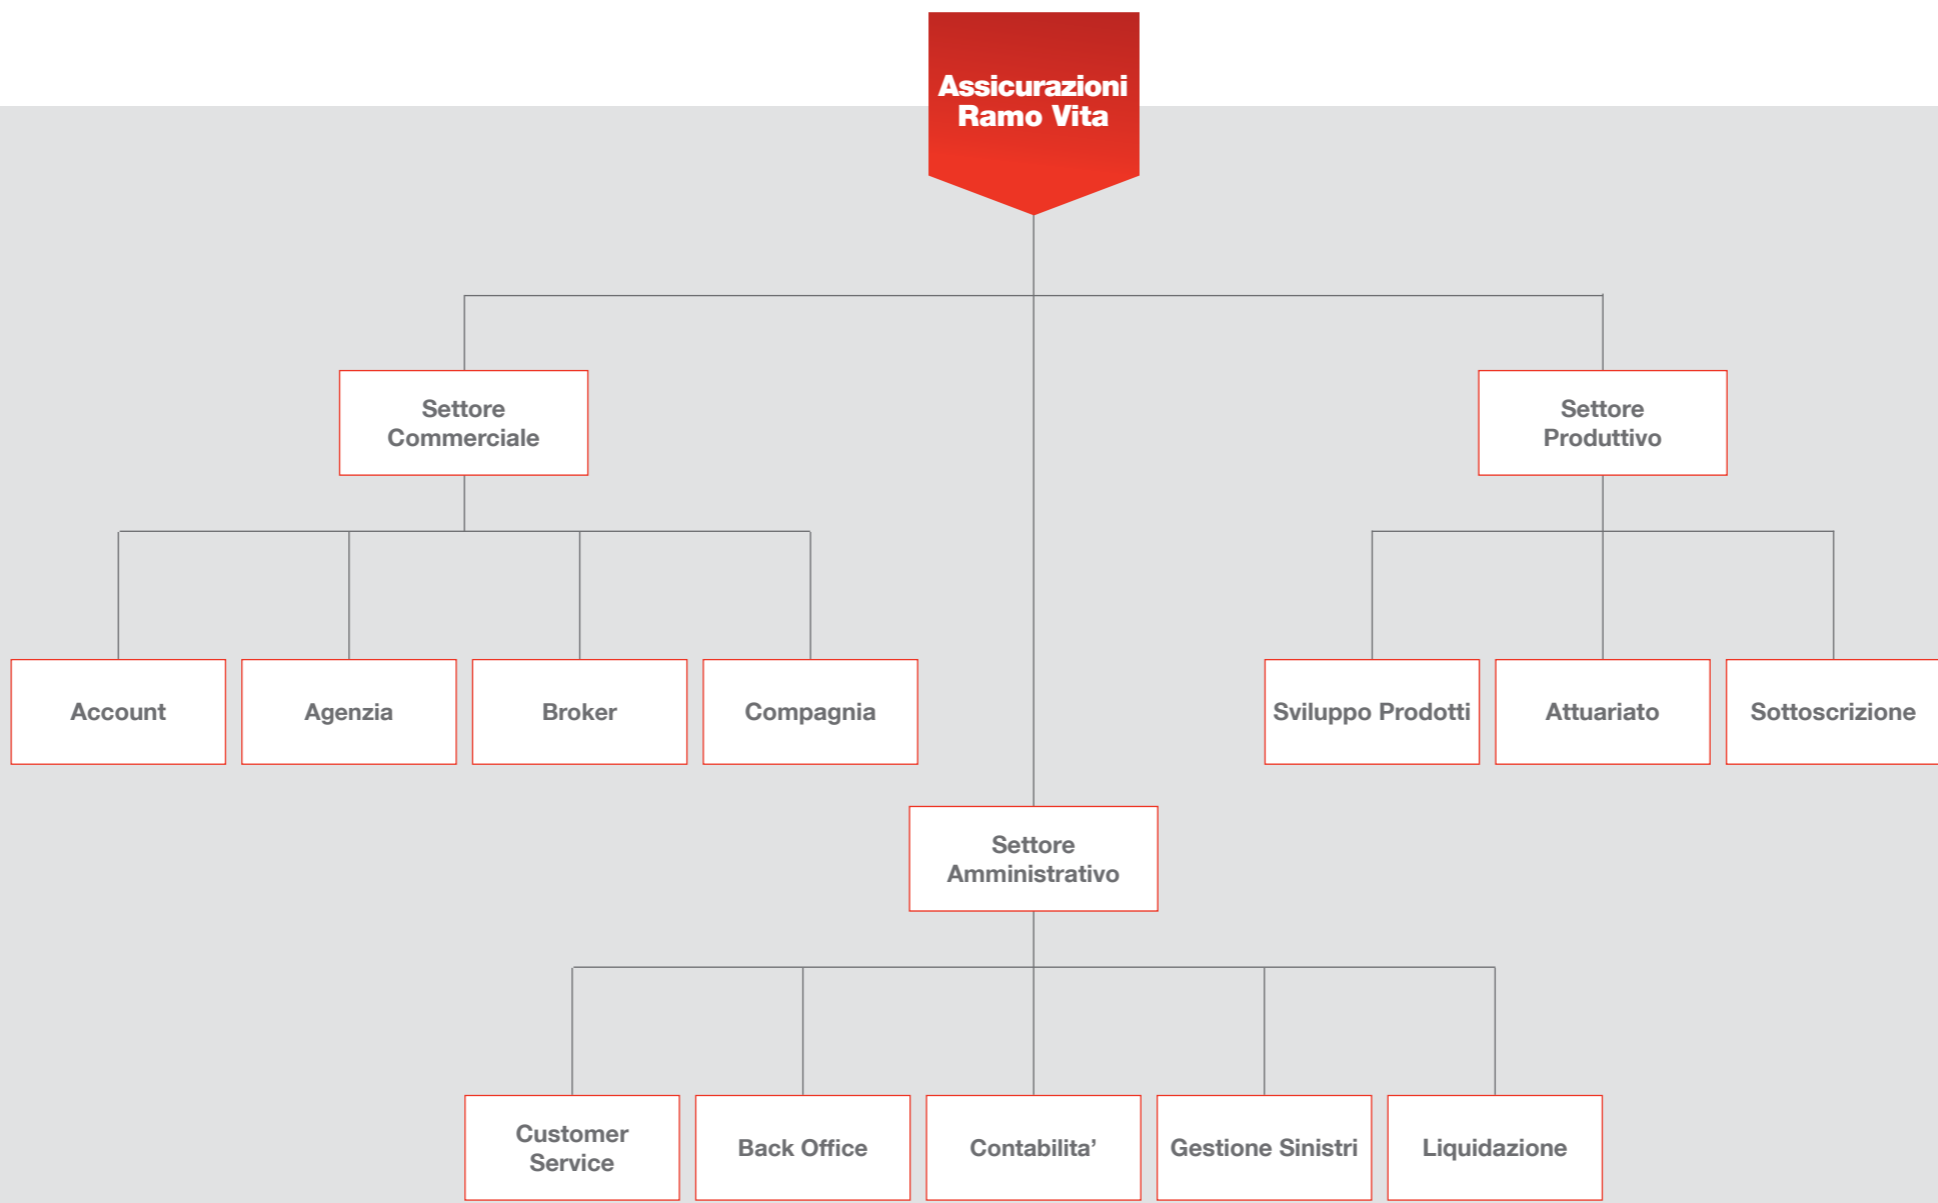 Assicurazioni
Ramo Vita
Settore
Commerciale
Settore
Produttivo
Account
Agenzia
Broker
Compagnia
Sviluppo Prodotti
Attuariato
Sottoscrizione
Settore
Amministrativo
Customer
Service
Back Office
Contabilita’
Gestione Sinistri
Liquidazione